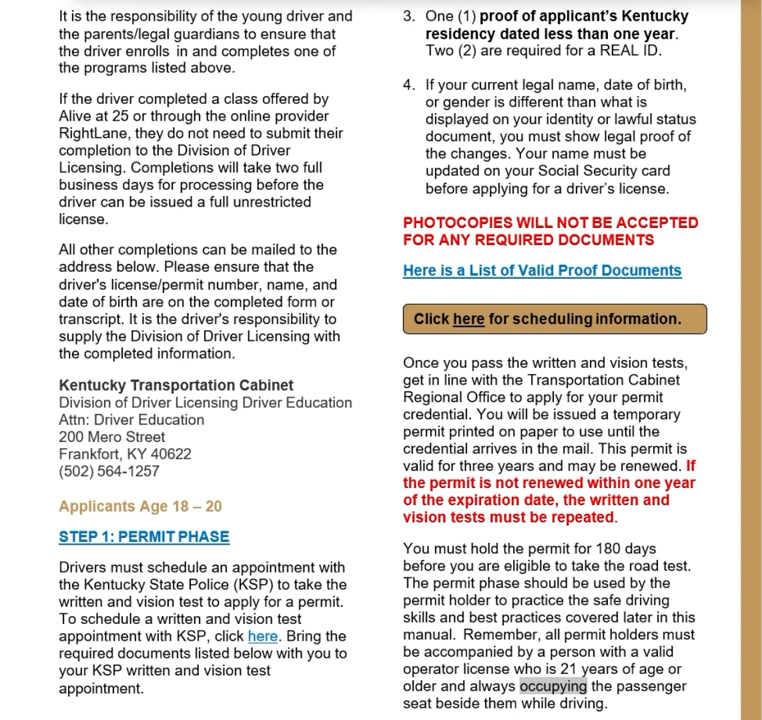 It is the responsibility of the young driver and
the parents/legal guardians to ensure that
the driver enrolls in and completes one of
the programs listed above.
If the driver completed a class offered by
Alive at 25 or through the online provider
RightLane, they do not need to submit their
completion to the Division of Driver
Licensing. Completions will take two full
business days for processing before the
driver can be issued a full unrestricted
license.
All other completions can be mailed to the
address below. Please ensure that the
driver's license/permit number, name, and
date of birth are on the completed form or
transcript. It is the driver's responsibility to
supply the Division of Driver Licensing with
the completed information.
Kentucky Transportation Cabinet
Division of Driver Licensing Driver Education
Attn: Driver Education
200 Mero Street
Frankfort, KY 40622
(502) 564-1257
Applicants Age 18 – 20
STEP 1: PERMIT PHASE
Drivers must schedule an appointment with
the Kentucky State Police (KSP) to take the
written and vision test to apply for a permit.
To schedule a written and vision test
appointment with KSP, click here. Bring the
required documents listed below with you to
your KSP written and vision test
appointment.
3. One (1) proof of applicant's Kentucky
residency dated less than one year.
Two (2) are required for a REAL ID.
4. If your current legal name, date of birth,
or gender is different than what is
displayed on your identity or lawful status
document, you must show legal proof of
the changes. Your name must be
updated on your Social Security card
before applying for a driver's license.
PHOTOCOPIES WILL NOT BE ACCEPTED
FOR ANY REQUIRED DOCUMENTS
Here is a List of Valid Proof Documents
Click here for scheduling information.
Once you pass the written and vision tests,
get in line with the Transportation Cabinet
Regional Office to apply for your permit
credential. You will be issued a temporary
permit printed on paper to use until the
credential arrives in the mail. This permit is
valid for three years and may be renewed. If
the permit is not renewed within one year
of the expiration date, the written and
vision tests must be repeated.
You must hold the permit for 180 days
before you are eligible to take the road test.
The permit phase should be used by the
permit holder to practice the safe driving
skills and best practices covered later in this
manual. Remember, all permit holders must
be accompanied by a person with a valid
operator license who is 21 years of age or
older and always occupying the passenger
seat beside them while driving.